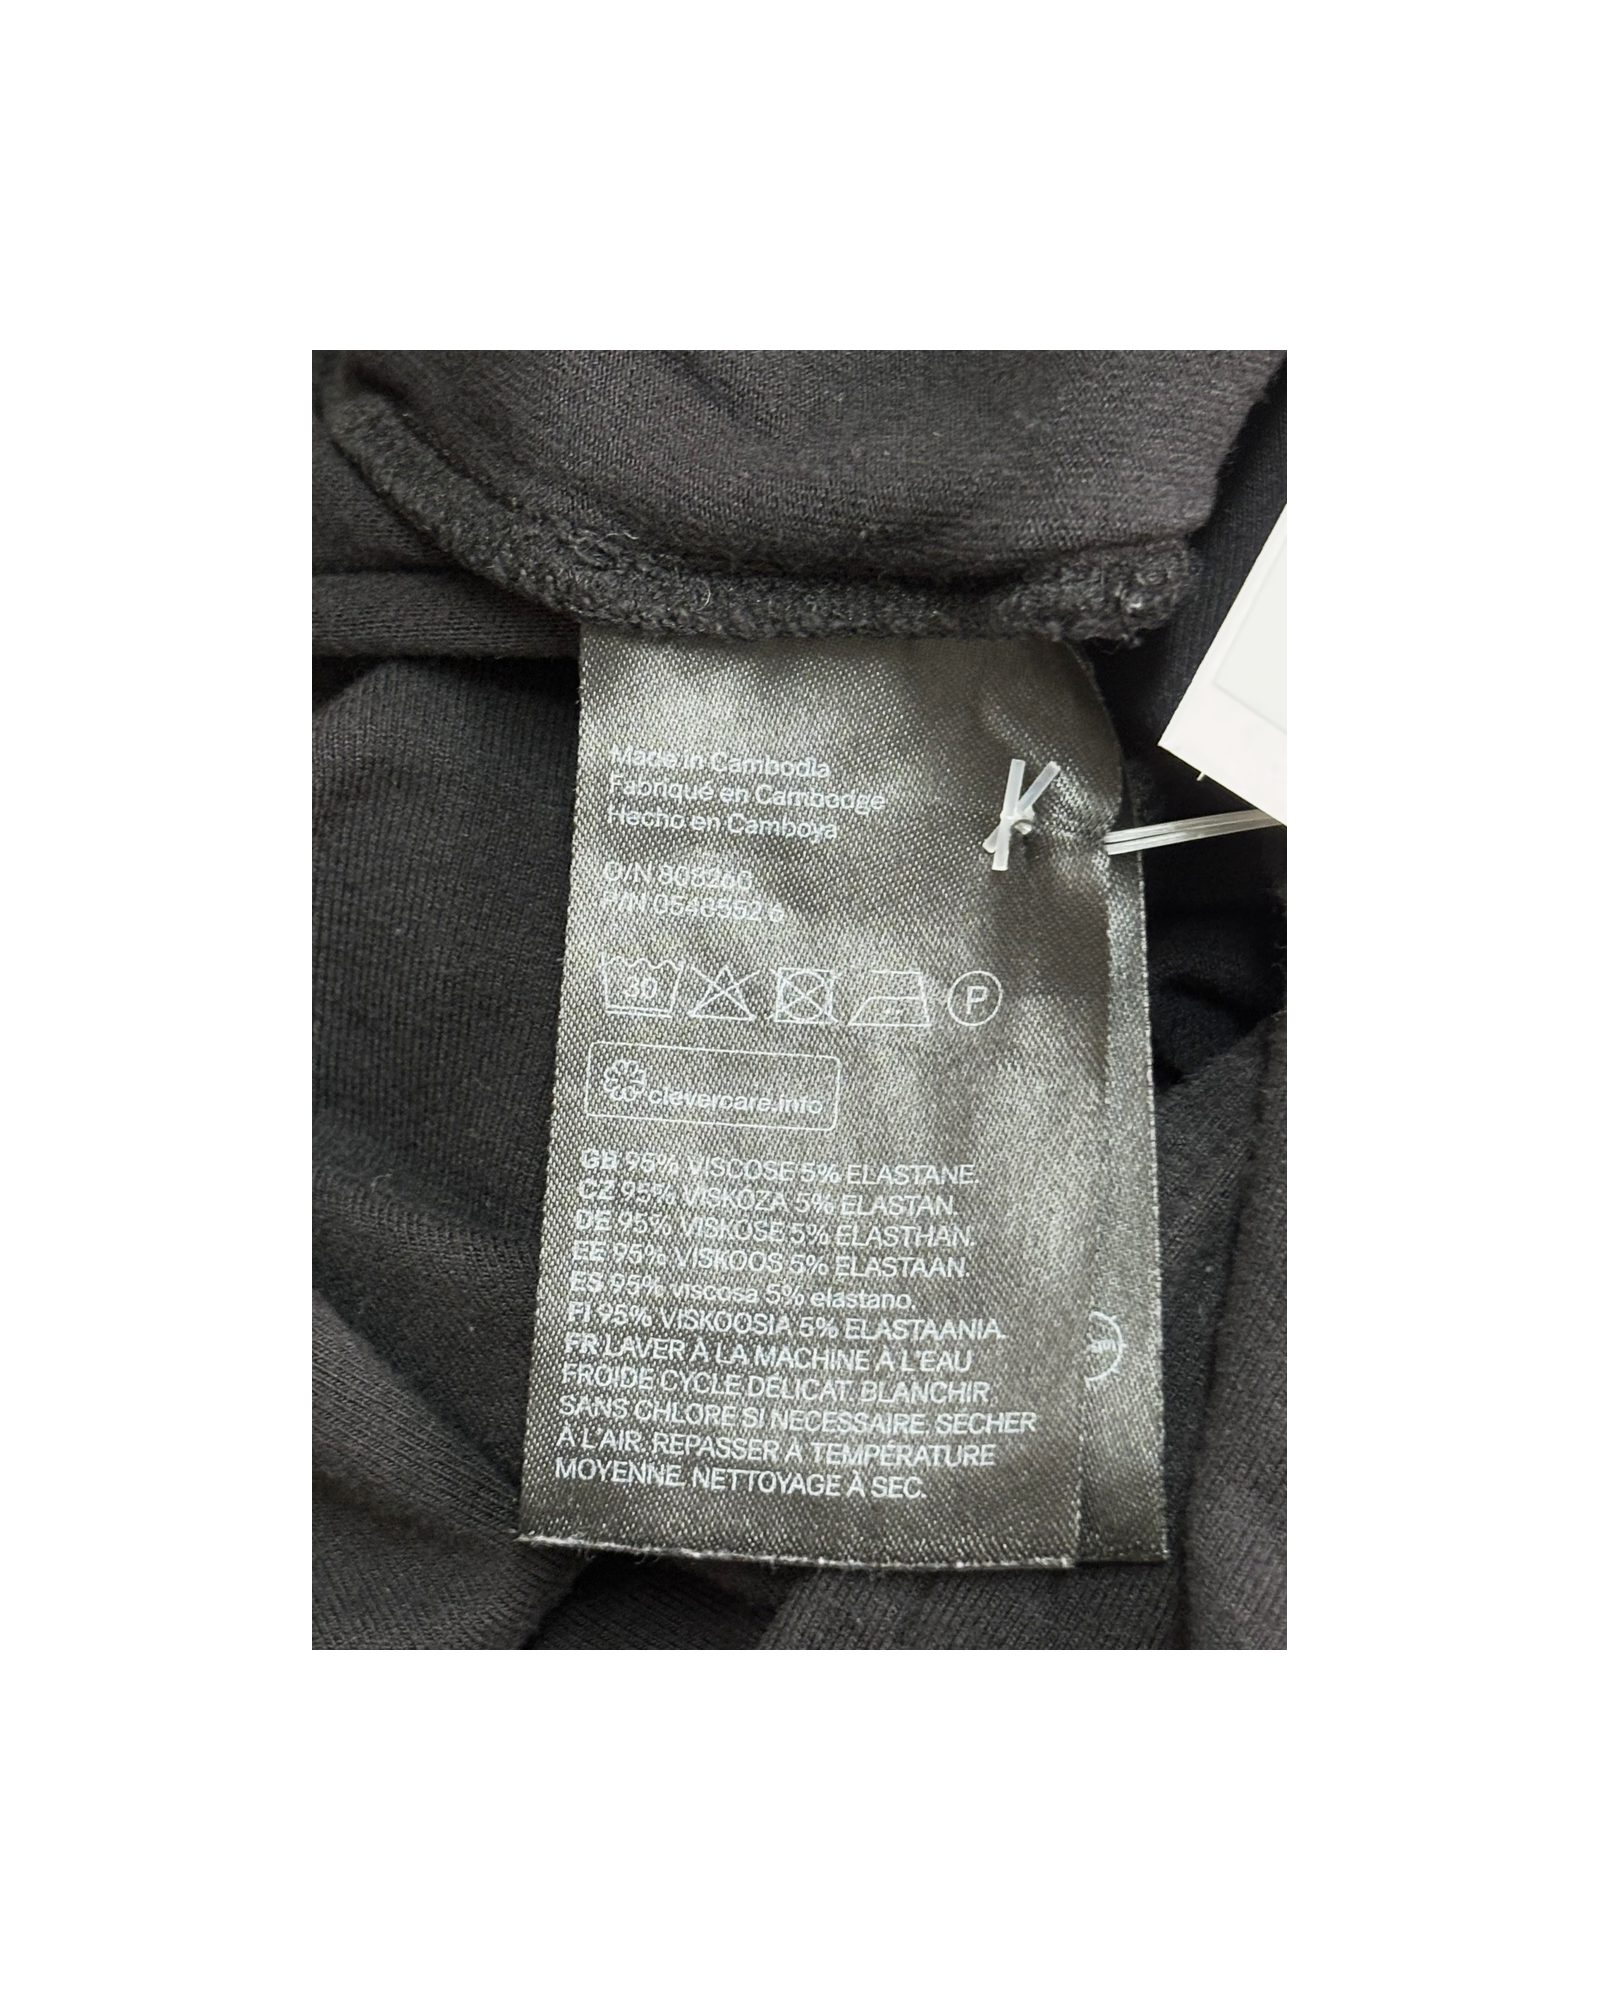 Made in Cambodia
Fabriqué en Cambodge
Hecho en Camboya
O/N
P/N
30
P
clevercare.info
GB 95% VISCOSE 5% ELASTANE.
CZ 95% VISKOZA 5% ELASTAN.
DE 95% VISKOSE 5% ELASTHAN.
EE 95% VISKOOS 5% ELASTAAN.
ES 95% viscosa 5% elastano.
FI 95% VISKOOSIA 5% ELASTAANIA.
FR LAVER À LA MACHINE À L'EAU
FROIDE CYCLE DÉLICAT. BLANCHIR,
SANS CHLORE SI NÉCESSAIRE. SÉCHER
À L'AIR. REPASSER À TEMPÉRATURE
MOYENNE. NETTOYAGE À SEC.